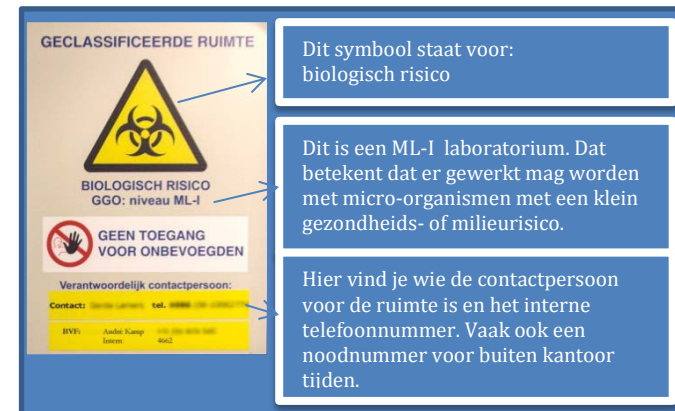 GECLASSIFICEERDE RUIMTE
BIOLOGISCH RISICO
GGO: niveau ML-I
GEEN TOEGANG
VOOR ONBEVOEGDEN
Verantwoordelijk contactpersoon:
Contact: tel.
BVF: André Kamp
Intern: 4662
Dit symbool staat voor:
biologisch risico
Dit is een ML-I laboratorium. Dat
betekent dat er gewerkt mag worden
met micro-organismen met een klein
gezondheids- of milieurisico.
Hier vind je wie de contactpersoon
voor de ruimte is en het interne
telefoonnummer. Vaak ook een
noodnummer voor buiten kantoor
tijden.